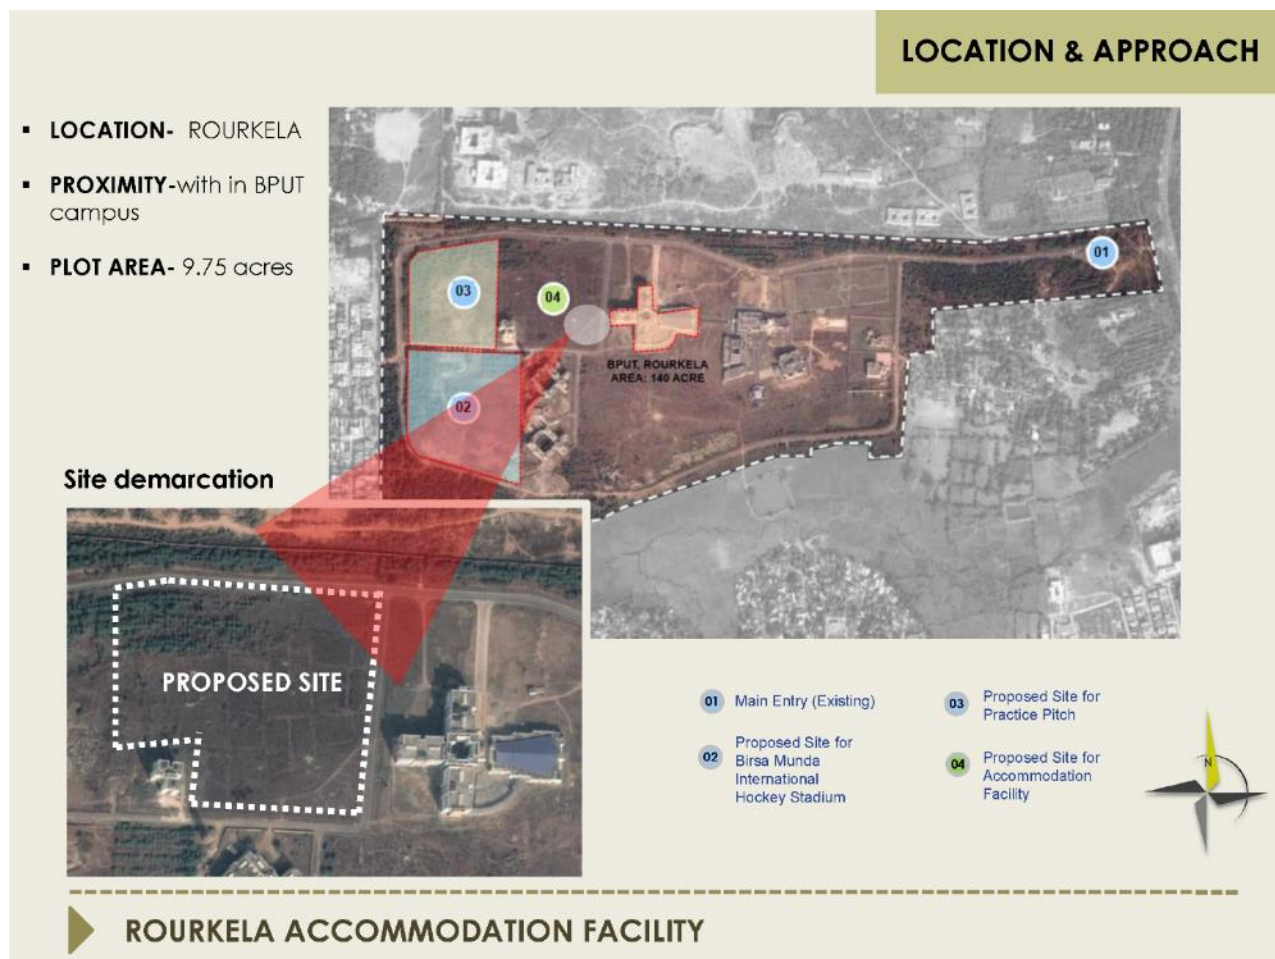 LOCATION & APPROACH
▪ LOCATION- ROURKELA
▪ PROXIMITY-with in BPUT
campus
▪ PLOT AREA- 9.75 acres
01
03
04
BPUT, ROURKELA
AREA: 140 ACRE
02
Site demarcation
PROPOSED SITE
01 Main Entry (Existing)
02 Proposed Site for
Birsa Munda
International
Hockey Stadium
03 Proposed Site for
Practice Pitch
04 Proposed Site for
Accommodation
Facility
N
ROURKELA ACCOMMODATION FACILITY